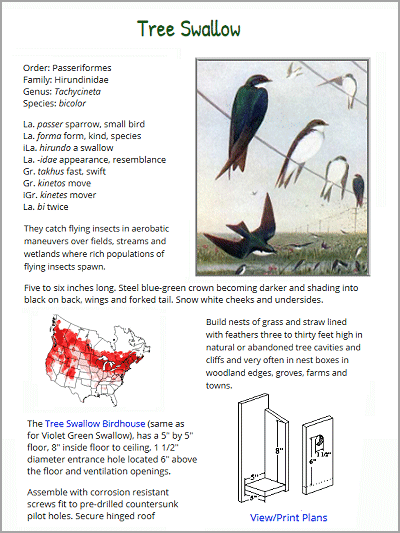 Tree Swallow
Order: Passeriformes
Family: Hirundinidae
Genus: Tachycineta
Species: bicolor
La. passer sparrow, small bird
La. forma form, kind, species
iLa. hirundo a swallow
La. -idae appearance, resemblance
Gr. takhus fast, swift
Gr. kinetos move
iGr. kinetes mover
La. bi twice
They catch flying insects in aerobatic
maneuvers over fields, streams and
wetlands where rich populations of
flying insects spawn.
Five to six inches long. Steel blue-green crown becoming darker and shading into
black on back, wings and forked tail. Snow white cheeks and undersides.
Build nests of grass and straw lined
with feathers three to thirty feet high in
natural or abandoned tree cavities and
cliffs and very often in nest boxes in
woodland edges, groves, farms and
towns.
The Tree Swallow Birdhouse (same as
for Violet Green Swallow), has a 5" by 5"
floor, 8" inside floor to ceiling, 1 1/2"
diameter entrance hole located 6" above
the floor and ventilation openings.
Assemble with corrosion resistant
screws fit to pre-drilled countersunk
pilot holes. Secure hinged roof
8"
5"
5"
1 1/2"
6"
View/Print Plans